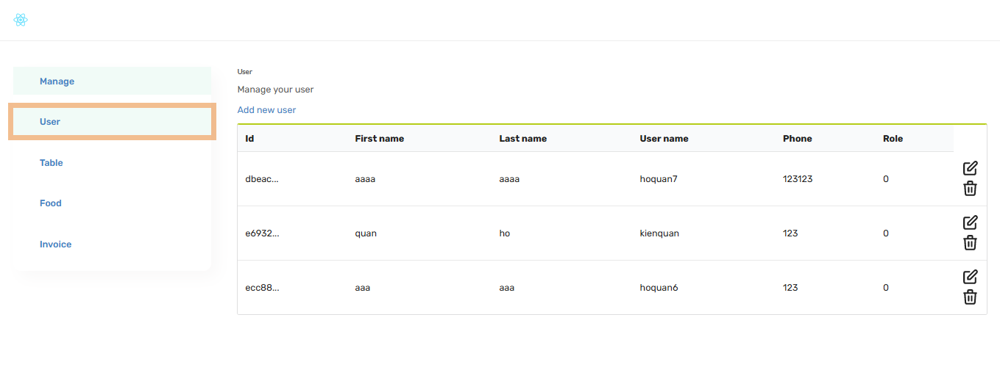 Manage
User
Table
Food
Invoice
User
Manage your user
Add new user
Id First name Last name User name Phone Role
dbeac... aaaa aaaa hoquan7 123123 0
e6932... quan ho kienquan 123 0
ecc88... aaa aaa hoquan6 123 0